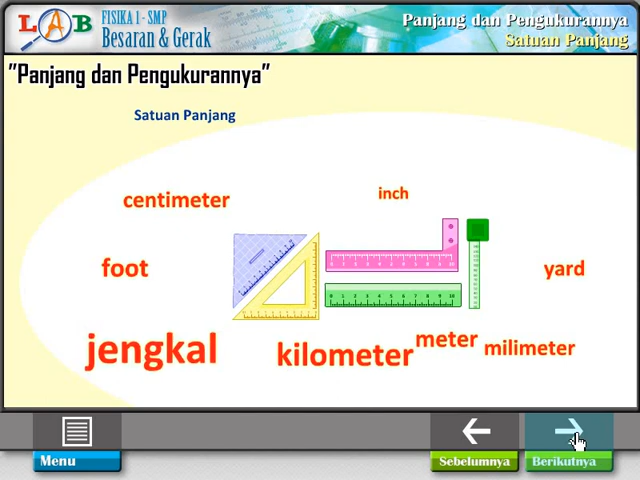 LAB
FISIKA 1 - SMP
Besaran & Gerak
Panjang dan Pengukurannya
Satuan Panjang
"Panjang dan Pengukurannya"
Satuan Panjang
centimeter
inch
foot
yard
jengkal
kilometer
meter
milimeter
Menu
Sebelumnya
Berikutnya